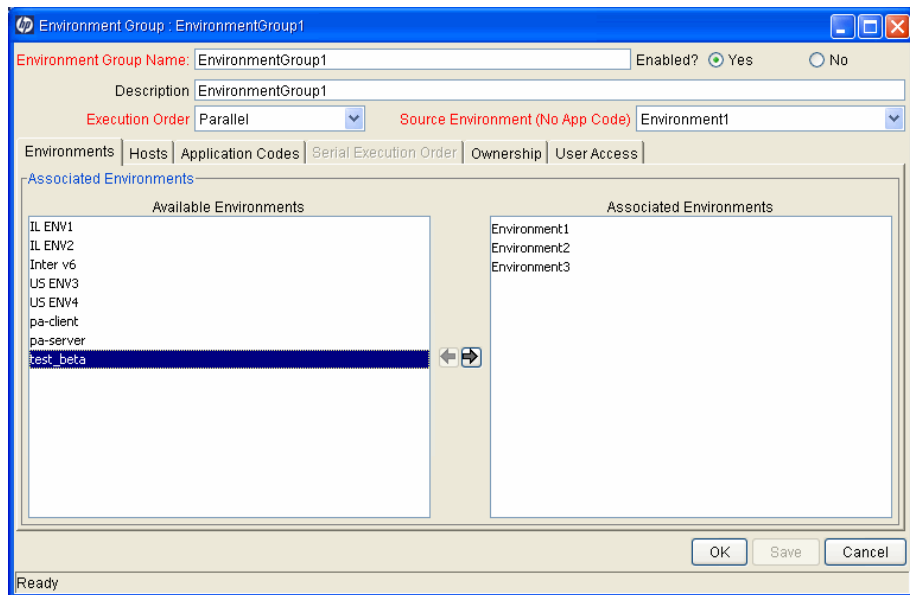 hp Environment Group : EnvironmentGroup1
Environment Group Name: EnvironmentGroup1 Enabled? Yes No
Description EnvironmentGroup1
Execution Order Parallel Source Environment (No App Code) Environment1
Environments Hosts Application Codes Serial Execution Order Ownership User Access
Associated Environments
Available Environments
IL ENV1
IL ENV2
Inter v6
US ENV3
US ENV4
pa-client
pa-server
test_beta
Associated Environments
Environment1
Environment2
Environment3
OK Save Cancel
Ready